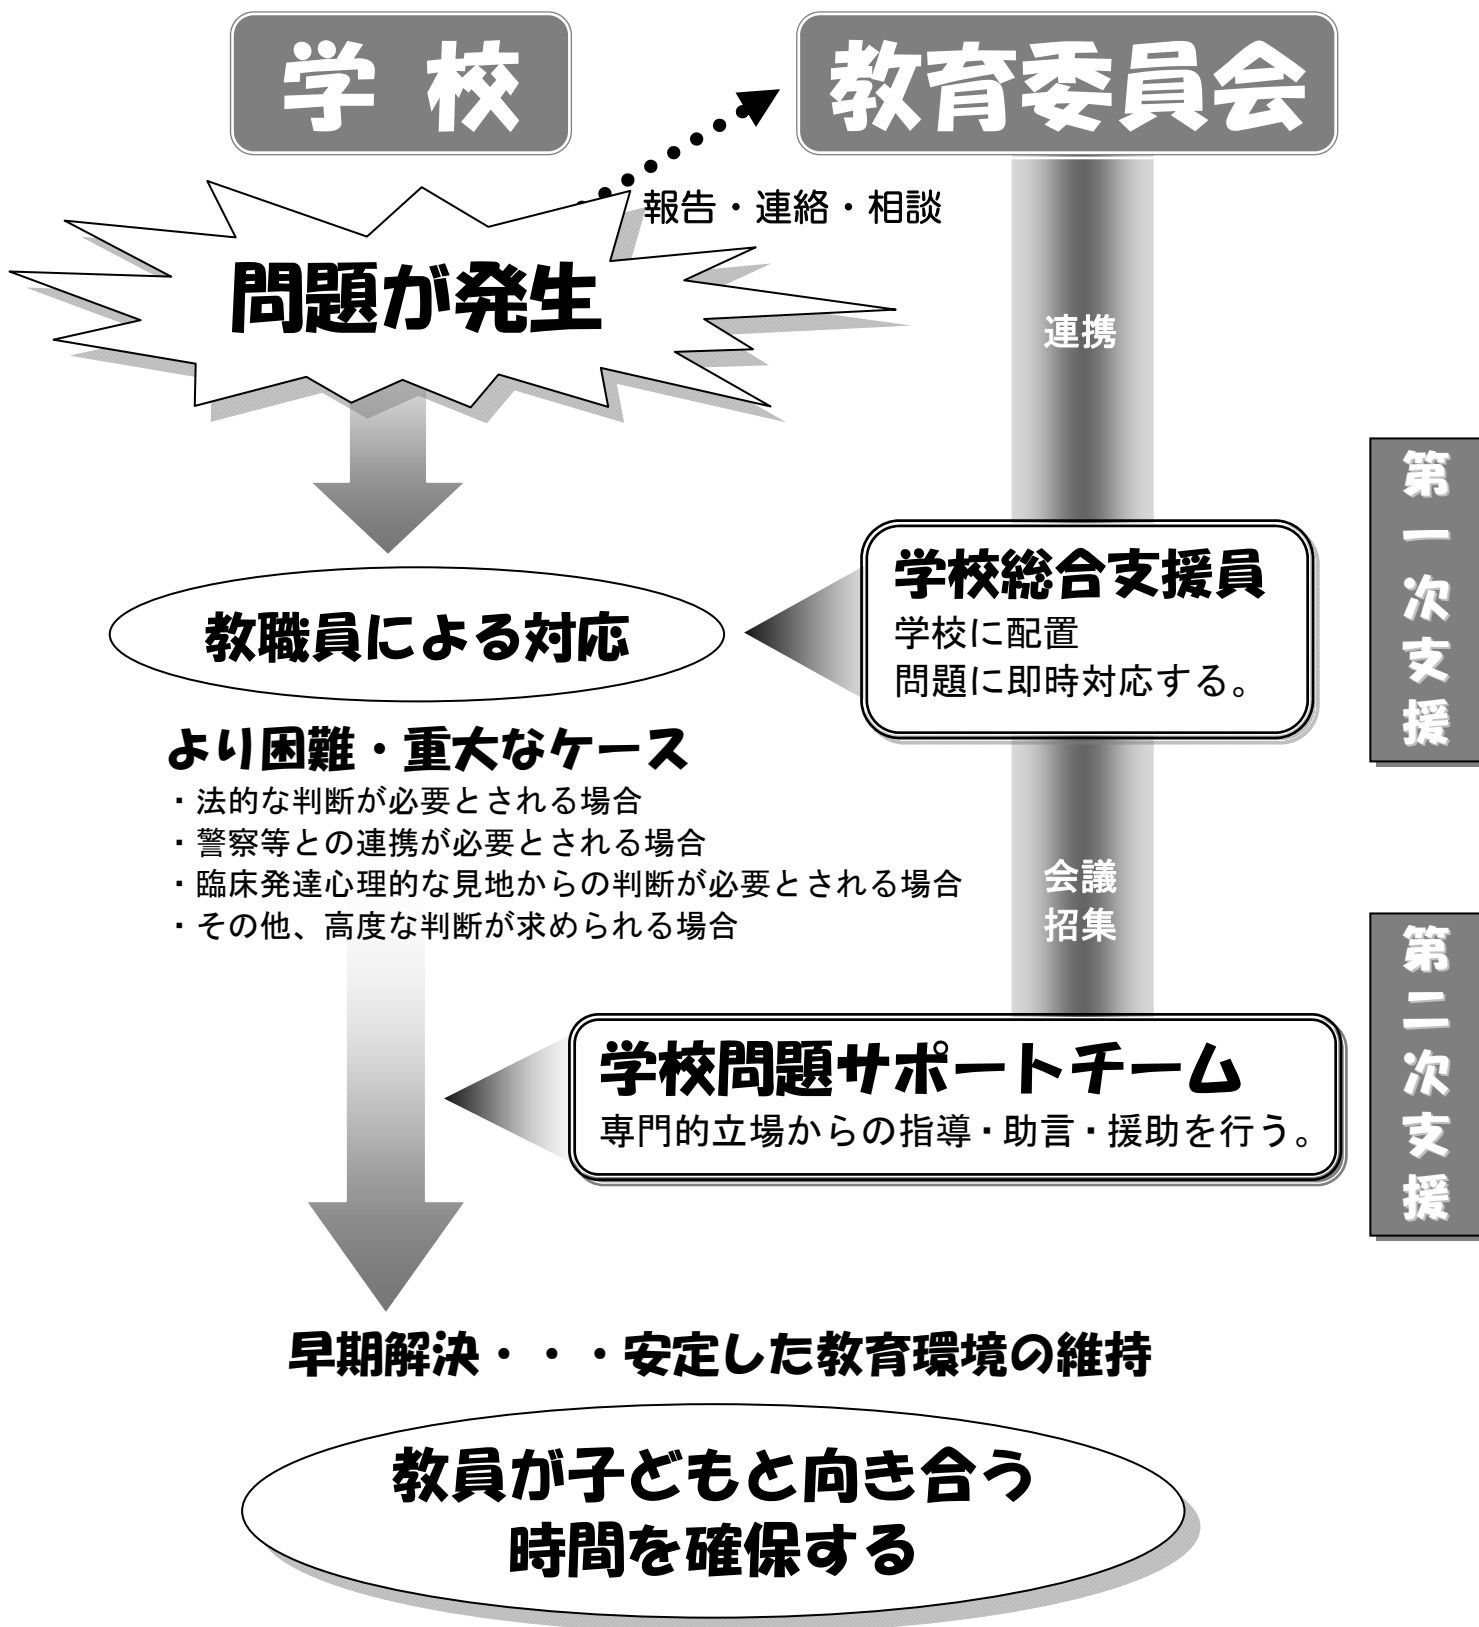 学 校
教育委員会
報告・連絡・相談
問題が発生
連携
第一次支援
学校総合支援員
学校に配置
問題に即時対応する。
教職員による対応
より困難・重大なケース
・法的な判断が必要とされる場合
・警察等との連携が必要とされる場合
・臨床発達心理的な見地からの判断が必要とされる場合
・その他、高度な判断が求められる場合
会議
招集
第二次支援
学校問題サポートチーム
専門的立場からの指導・助言・援助を行う。
早期解決・・・安定した教育環境の維持
教員が子どもと向き合う
時間を確保する